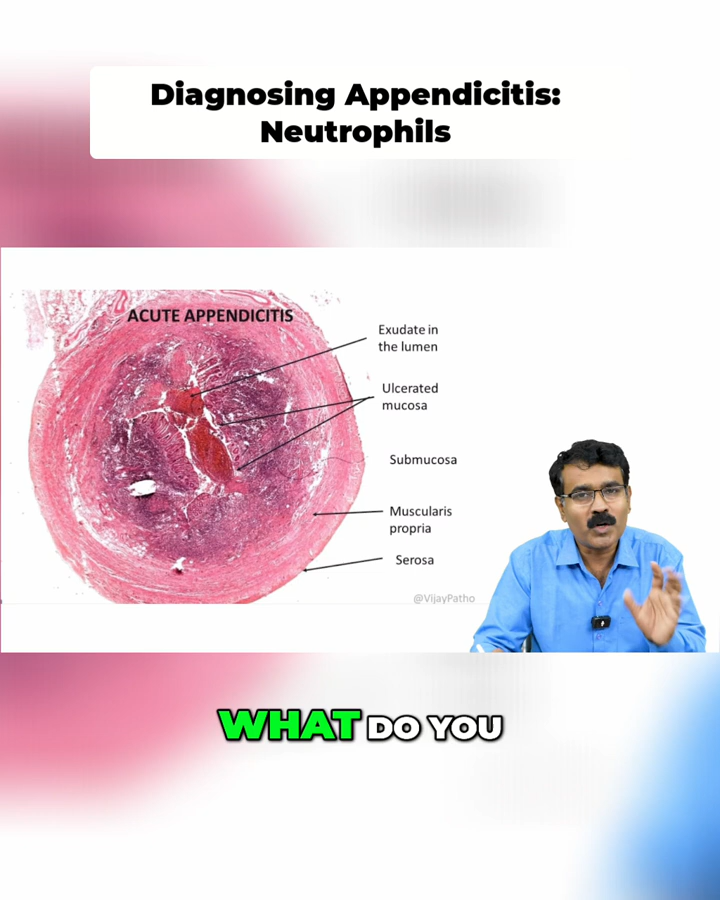 Diagnosing Appendicitis:
Neutrophils
ACUTE APPENDICITIS
Exudate in
the lumen
Ulcerated
mucosa
Submucosa
Muscularis
propria
Serosa
@VijayPatho
WHAT DO YOU